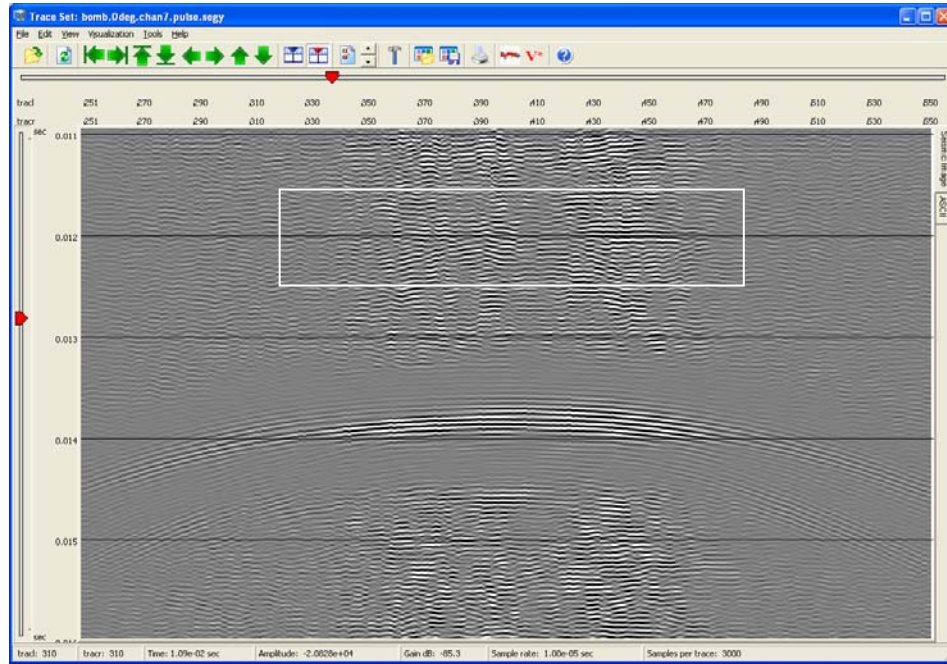 Trace Set: bomb.0deg.chan7.pulse.segy
File Edit View Visualization Tools Help
V*
tracl 251 270 290 310 330 350 370 390 410 430 450 470 490 510 530 550
tracr 251 270 290 310 330 350 370 390 410 430 450 470 490 510 530 550
sec
0.011
0.012
0.013
0.014
0.015
sec
Seismic Image
ASCII
tracl: 310 tracr: 310 Time: 1.09e-02 sec Amplitude: -2.0828e+04 Gain dB: -85.3 Sample rate: 1.00e-05 sec Samples per trace: 3000